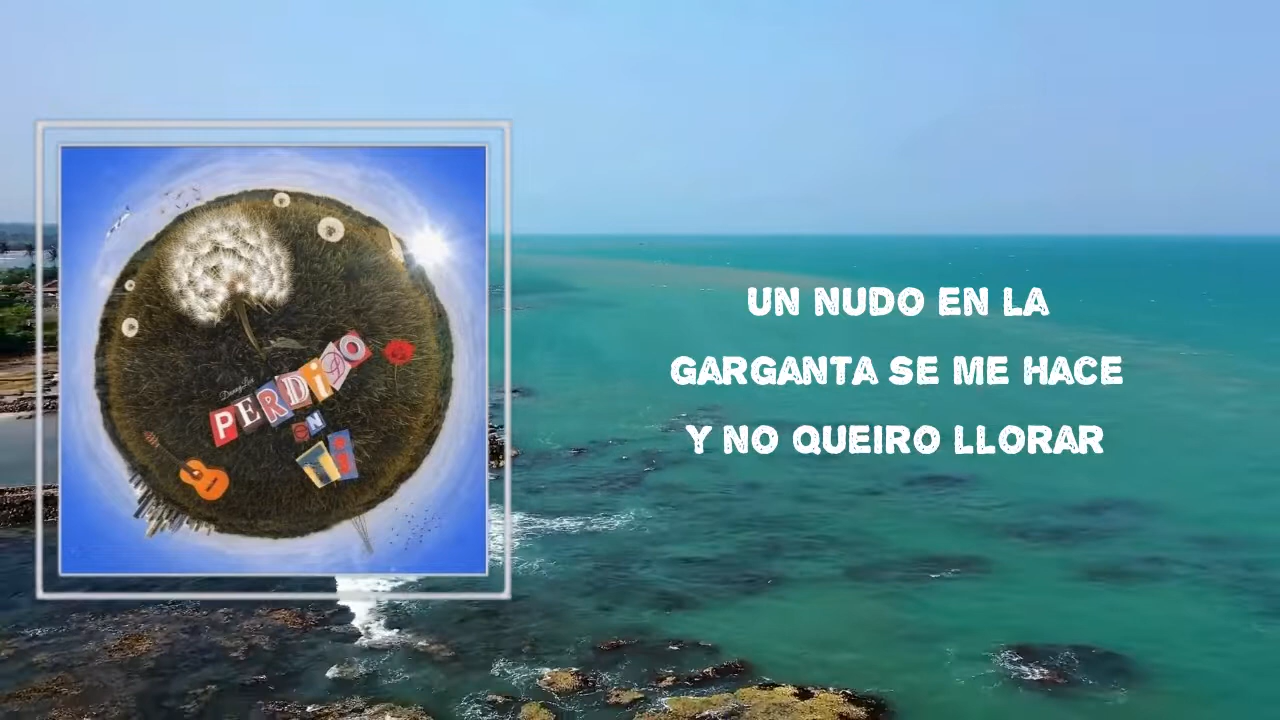 PERDiDO
EN
TI
UN NUDO EN LA
GARGANTA SE ME HACE
Y NO QUEIRO LLORAR